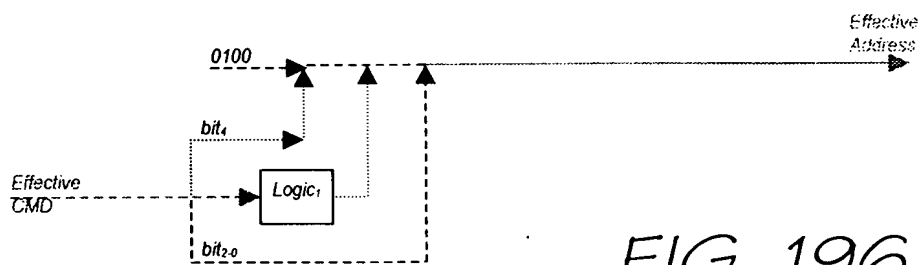 Effective
Address
0100
bit₄
Effective
CMD
Logic₁
bit₂₋₀
FIG. 196